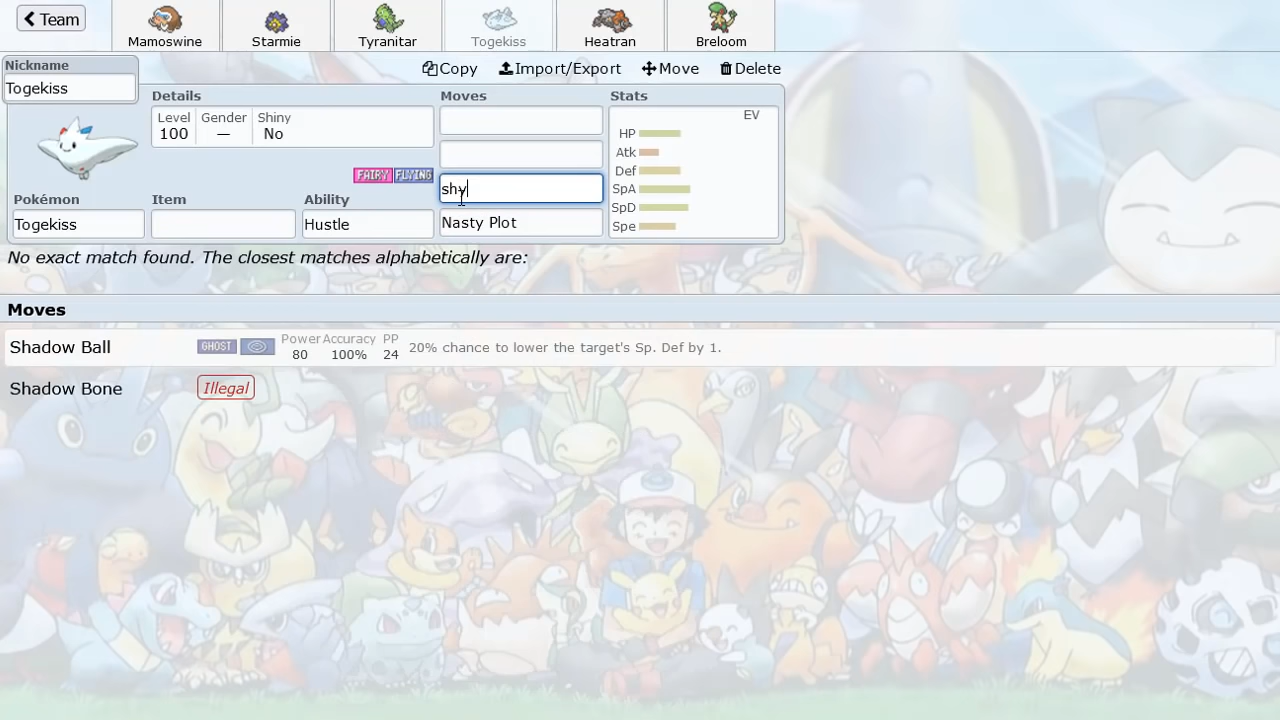 Team
Mamoswine
Starmie
Tyranitar
Togekiss
Heatran
Breloom
Nickname
Togekiss
Copy
Import/Export
Move
Delete
Details
Level
100
Gender
—
Shiny
No
FAIRY FLYING
Pokémon
Togekiss
Item
Ability
Hustle
Moves
shy
Nasty Plot
Stats
EV
HP
Atk
Def
SpA
SpD
Spe
No exact match found. The closest matches alphabetically are:
Moves
Shadow Ball GHOST Power 80 Accuracy 100% PP 24 20% chance to lower the target's Sp. Def by 1.
Shadow Bone Illegal